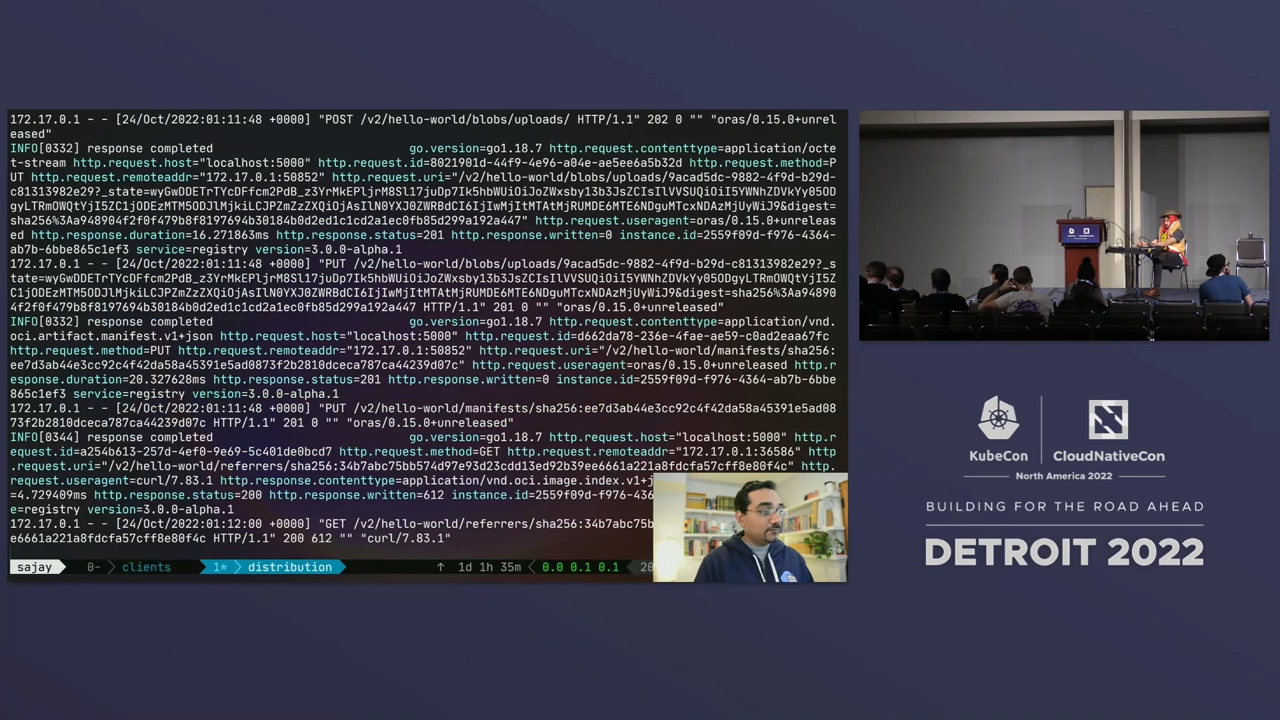 172.17.0.1 - - [24/Oct/2022:01:11:48 +0000] "POST /v2/hello-world/blobs/uploads/ HTTP/1.1" 202 0 "" "oras/0.15.0+unrel
eased"
INFO[0332] response completed go.version=go1.18.7 http.request.contenttype=application/octe
t-stream http.request.host="localhost:5000" http.request.id=8021901d-44f9-4e96-a04e-ae5ee6a5b32d http.request.method=P
UT http.request.remoteaddr="172.17.0.1:50852" http.request.uri="/v2/hello-world/blobs/uploads/9acad5dc-9882-4f9d-b29d-
c81313982e29?_state=wyGwDDETrTYcDFfcm2PdB_z3YrMkEPljrM8Sl17juDp7Ik5hbWUiOiJoZWxsby13b3JsZCIsIlVVSUQiOiI5YWNhZDVkYy05OD
gyLTRmOWQtYjI5ZC1jODEzMTM5ODJlMjkiLCJPZmZzZXQiOjAsIlN0YXJ0ZWRBdCI6IjIwMjItMTAtMjRUMDE6MTE6NDguMTcxNDAzMjUyWiJ9&digest=
sha256%3Aa948904f2f0f479b8f8197694b30184b0d2ed1c1cd2a1ec0fb85d299a192a447" http.request.useragent=oras/0.15.0+unreleas
ed http.response.duration=16.271863ms http.response.status=201 http.response.written=0 instance.id=2559f09d-f976-4364-
ab7b-6bbe865c1ef3 service=registry version=3.0.0-alpha.1
172.17.0.1 - - [24/Oct/2022:01:11:48 +0000] "PUT /v2/hello-world/blobs/uploads/9acad5dc-9882-4f9d-b29d-c81313982e29?_s
tate=wyGwDDETrTYcDFfcm2PdB_z3YrMkEPljrM8Sl17juDp7Ik5hbWUiOiJoZWxsby13b3JsZCIsIlVVSUQiOiI5YWNhZDVkYy05ODgyLTRmOWQtYjI5Z
C1jODEzMTM5ODJlMjkiLCJPZmZzZXQiOjAsIlN0YXJ0ZWRBdCI6IjIwMjItMTAtMjRUMDE6MTE6NDguMTcxNDAzMjUyWiJ9&digest=sha256%3Aa94890
4f2f0f479b8f8197694b30184b0d2ed1c1cd2a1ec0fb85d299a192a447 HTTP/1.1" 201 0 "" "oras/0.15.0+unreleased"
INFO[0332] response completed go.version=go1.18.7 http.request.contenttype=application/vnd.
oci.artifact.manifest.v1+json http.request.host="localhost:5000" http.request.id=d662da78-236e-4fae-ae59-c0ad2eaa67fc
http.request.method=PUT http.request.remoteaddr="172.17.0.1:50852" http.request.uri="/v2/hello-world/manifests/sha256:
ee7d3ab44e3cc92c4f42da58a45391e5ad0873f2b2810dceca787ca44239d07c" http.request.useragent=oras/0.15.0+unreleased http.r
esponse.duration=20.327628ms http.response.status=201 http.response.written=0 instance.id=2559f09d-f976-4364-ab7b-6bbe
865c1ef3 service=registry version=3.0.0-alpha.1
172.17.0.1 - - [24/Oct/2022:01:11:48 +0000] "PUT /v2/hello-world/manifests/sha256:ee7d3ab44e3cc92c4f42da58a45391e5ad08
73f2b2810dceca787ca44239d07c HTTP/1.1" 201 0 "" "oras/0.15.0+unreleased"
INFO[0344] response completed go.version=go1.18.7 http.request.host="localhost:5000" http.r
equest.id=a254b613-257d-4ef0-9e69-5c401de0bcd7 http.request.method=GET http.request.remoteaddr="172.17.0.1:36586" http
.request.uri="/v2/hello-world/referrers/sha256:34b7abc75bb574d97e93d23cdd13ed92b39ee6661a221a8fdcfa57cff8e80f4c" http.
request.useragent=curl/7.83.1 http.response.contenttype=application/vnd.oci.image.index.v1+j
=4.729409ms http.response.status=200 http.response.written=612 instance.id=2559f09d-f976-436
e=registry version=3.0.0-alpha.1
172.17.0.1 - - [24/Oct/2022:01:12:00 +0000] "GET /v2/hello-world/referrers/sha256:34b7abc75b
e6661a221a8fdcfa57cff8e80f4c HTTP/1.1" 200 612 "" "curl/7.83.1"
sajay 0- clients 1* distribution ↑ 1d 1h 35m 0.0 0.1 0.1 20
KubeCon CloudNativeCon
North America 2022
BUILDING FOR THE ROAD AHEAD
DETROIT 2022